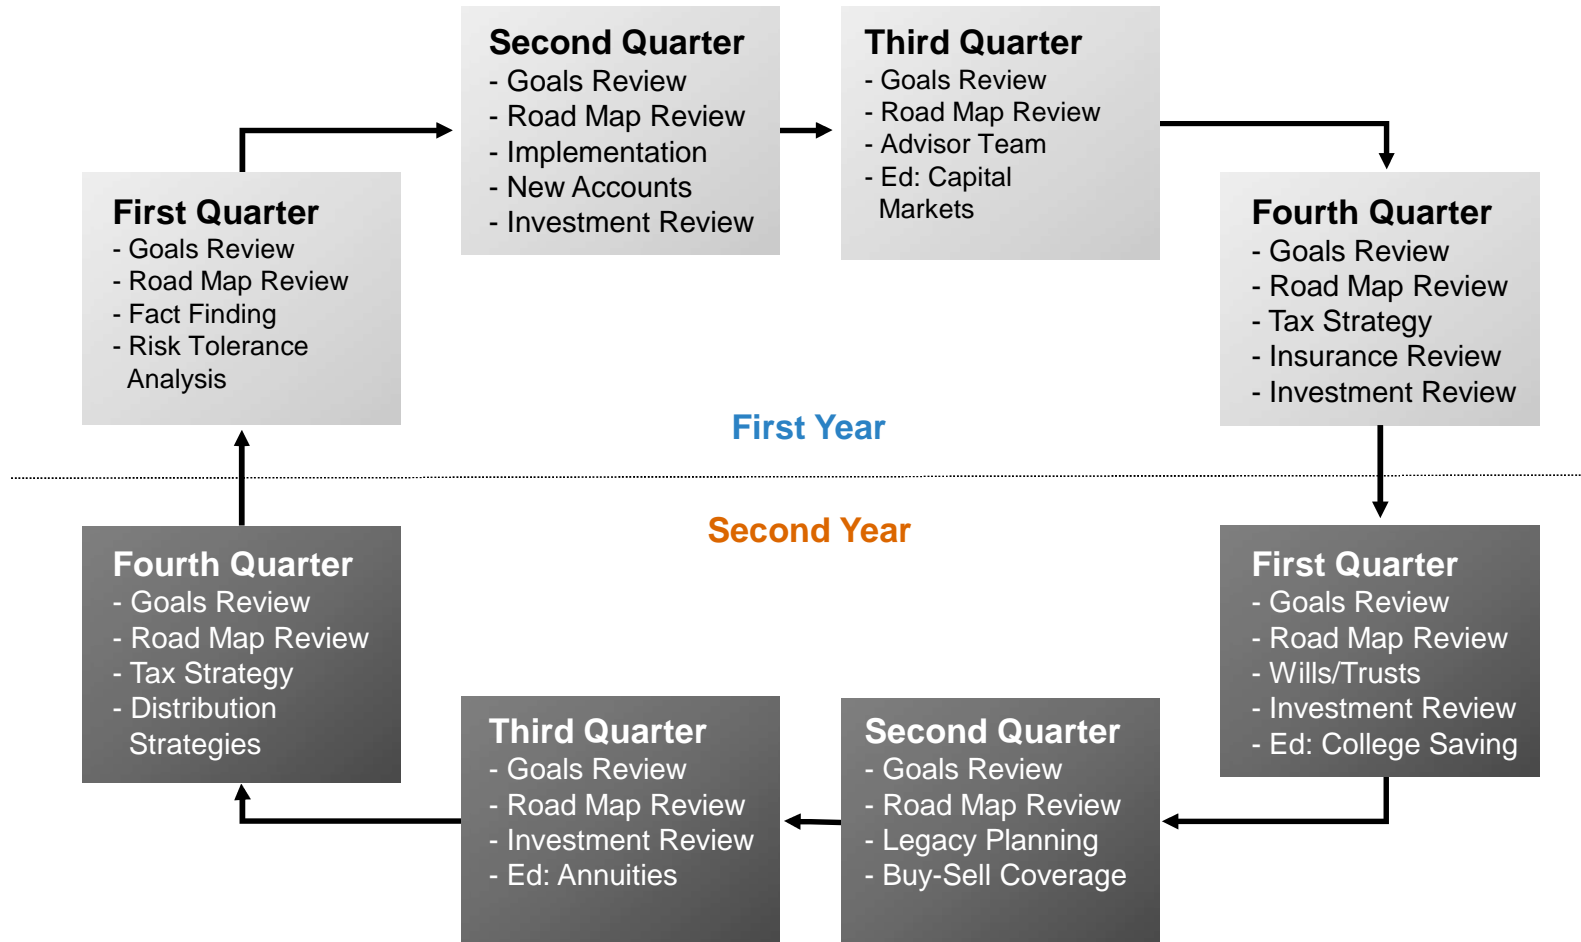 First Quarter
- Goals Review
- Road Map Review
- Fact Finding
- Risk Tolerance
Analysis
Second Quarter
- Goals Review
- Road Map Review
- Implementation
- New Accounts
- Investment Review
Third Quarter
- Goals Review
- Road Map Review
- Advisor Team
- Ed: Capital
Markets
Fourth Quarter
- Goals Review
- Road Map Review
- Tax Strategy
- Insurance Review
- Investment Review
First Year
Second Year
First Quarter
- Goals Review
- Road Map Review
- Wills/Trusts
- Investment Review
- Ed: College Saving
Second Quarter
- Goals Review
- Road Map Review
- Legacy Planning
- Buy-Sell Coverage
Third Quarter
- Goals Review
- Road Map Review
- Investment Review
- Ed: Annuities
Fourth Quarter
- Goals Review
- Road Map Review
- Tax Strategy
- Distribution
Strategies